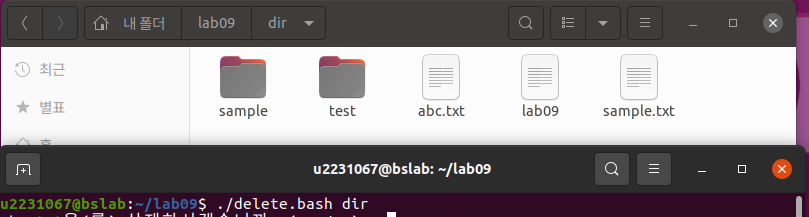 내 폴더 lab09 dir
최근
별표
sample test abc.txt lab09 sample.txt
u2231067@bslab: ~/lab09
u2231067@bslab:~/lab09$ ./delete.bash dir